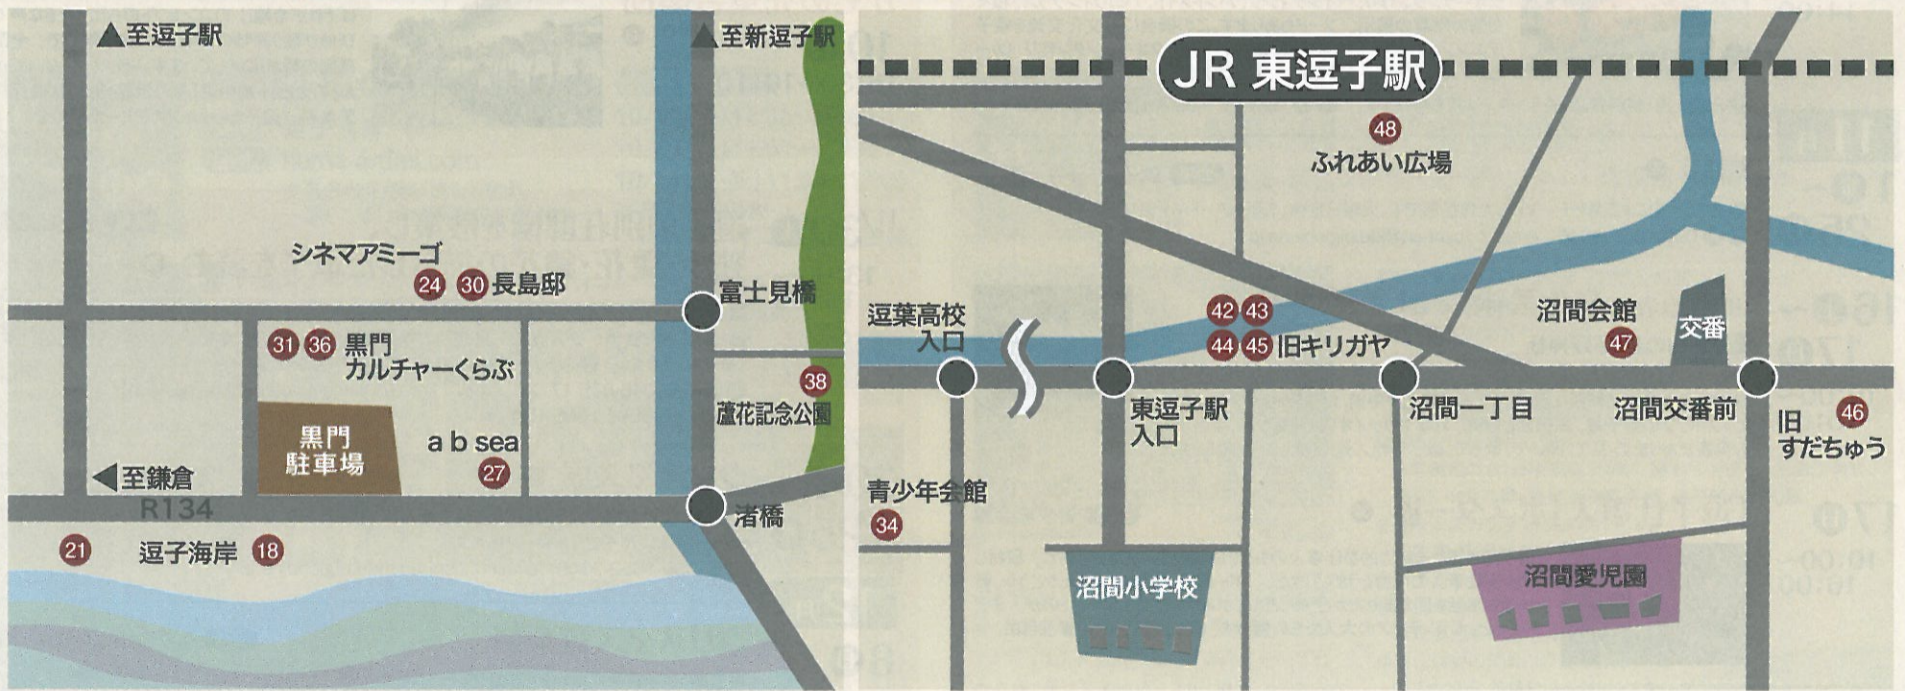 ▲至逗子駅
▲至新逗子駅
シネマアミーゴ
24 30 長島邸
富士見橋
31 36 黒門
カルチャーくらぶ
38
蘆花記念公園
黒門
駐車場
a b sea
27
◀至鎌倉
R134
渚橋
21 逗子海岸 18
JR 東逗子駅
48
ふれあい広場
逗葉高校
入口
42 43
44 45 旧キリガヤ
沼間会館
47
交番
東逗子駅
入口
沼間一丁目
沼間交番前
46
旧
すだちゅう
青少年会館
34
沼間小学校
沼間愛児園